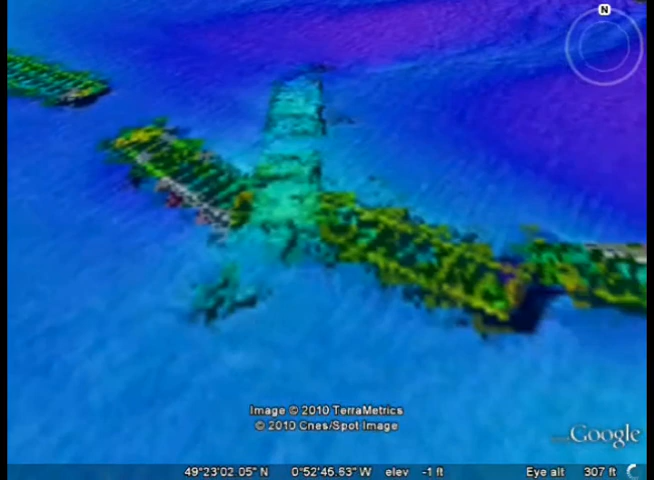 N
Image © 2010 TerraMetrics
© 2010 Cnes/Spot Image
Google
49°23'02.05" N 0°52'45.63" W elev -1 ft Eye alt 307 ft